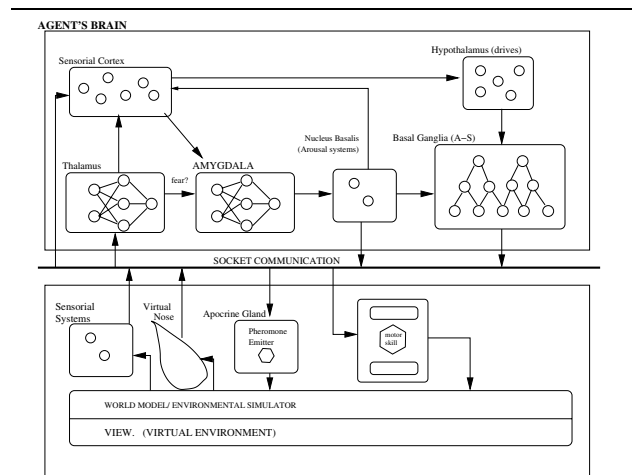 AGENT'S BRAIN
Sensorial Cortex
Hypothalamus (drives)
Nucleus Basalis
(Arousal systems)
Basal Ganglia (A–S)
Thalamus
fear?
AMYGDALA
SOCKET COMMUNICATION
Sensorial
Systems
Virtual
Nose
Apocrine Gland
Pheromone
Emitter
motor
skill
WORLD MODEL/ ENVIRONMENTAL SIMULATOR
VIEW. (VIRTUAL ENVIRONMENT)